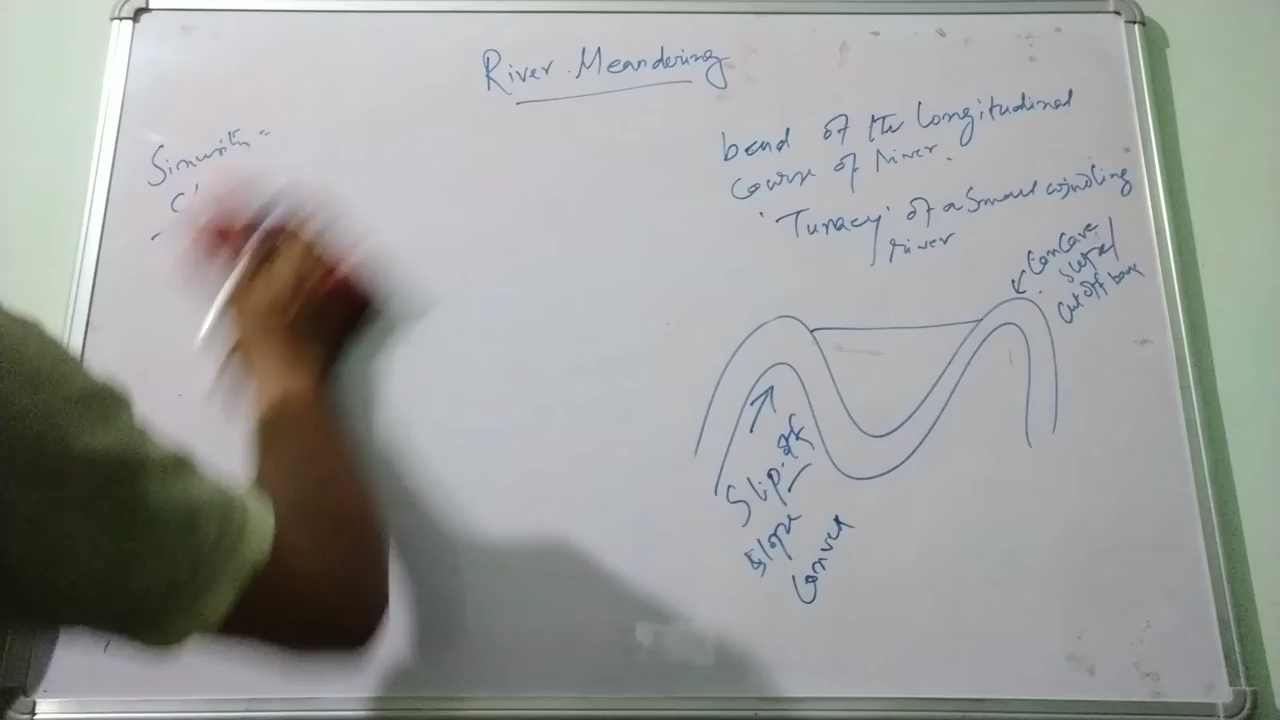 River Meandering
bend of the longitudinal
course of river.
'Turacy' of a small winding
river
Concave
slope/
cut off bank
Slip-off
slope
Convex